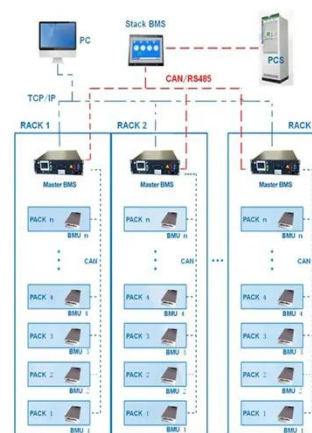 PC
Stack BMS
PCS
CAN/RS485
TCP/IP
RACK 1
RACK 2
RACK
Master BMS
Master BMS
Master BMS
PACK n
BMU n
PACK n
BMU n
PACK n
BMU n
CAN
CAN
CAN
PACK 4
BMU 4
PACK 4
BMU 4
PACK 4
BMU
PACK 3
BMU 3
PACK 3
BMU 3
PACK 3
BMU
PACK 2
BMU 2
PACK 2
BMU 2
PACK 2
BMU
PACK 1
BMU 1
PACK 1
BMU 1
PACK 1
BMU 1